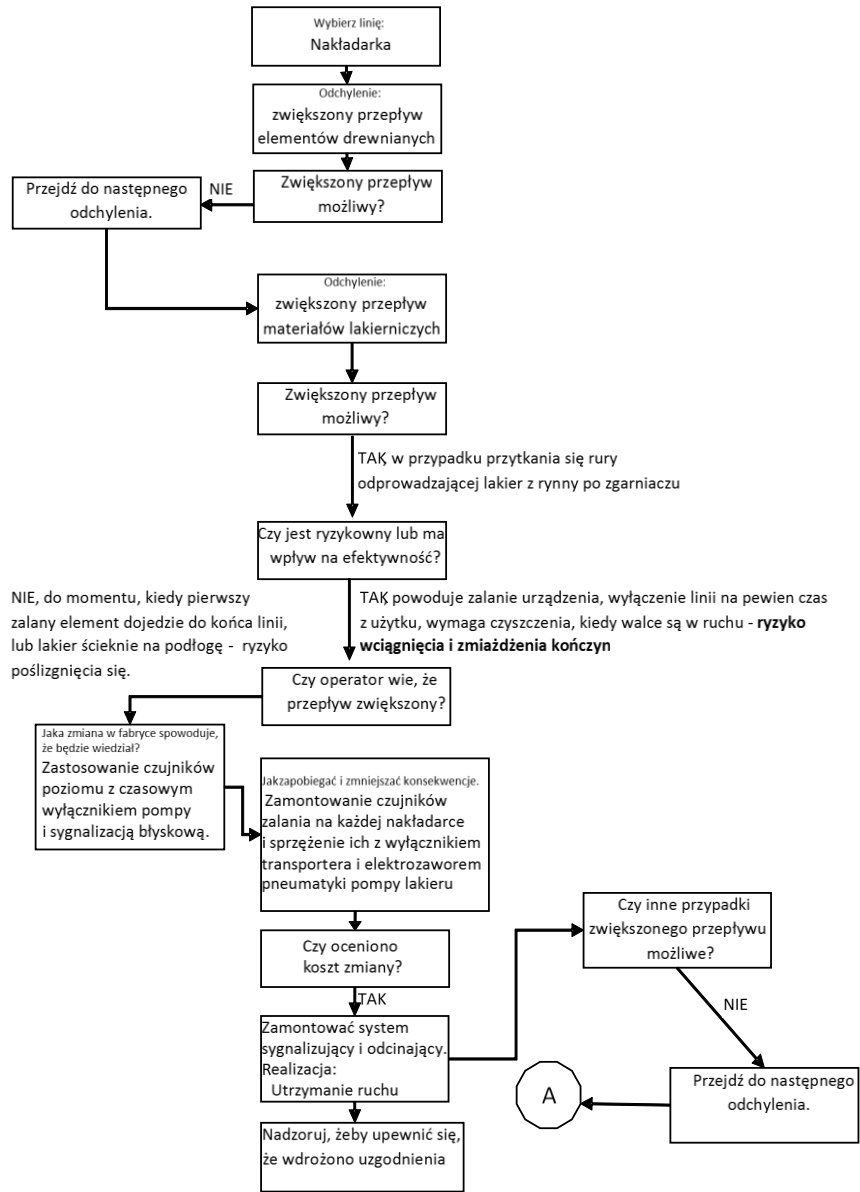 Wybierz linię:
Nakładarka
Odchylenie:
zwiększony przepływ
elementów drewnianych
Zwiększony przepływ
możliwy?
NIE
Przejdź do następnego
odchylenia.
Odchylenie:
zwiększony przepływ
materiałów lakierniczych
Zwiększony przepływ
możliwy?
TAK, w przypadku przytkania się rury
odprowadzającej lakier z rynny po zgarniaczu
Czy jest ryzykowny lub ma
wpływ na efektywność?
NIE, do momentu, kiedy pierwszy
zalany element dojedzie do końca linii,
lub lakier ścieknie na podłogę - ryzyko
poślizgnięcia się.
TAK, powoduje zalanie urządzenia, wyłączenie linii na pewien czas
z użytku, wymaga czyszczenia, kiedy walce są w ruchu - ryzyko
wciągnięcia i zmiażdżenia kończyn
Czy operator wie, że
przepływ zwiększony?
Jaka zmiana w fabryce spowoduje,
że będzie wiedział?
Zastosowanie czujników
poziomu z czasowym
wyłącznikiem pompy
i sygnalizacją błyskową.
Jakzapobiegać i zmniejszać konsekwencje.
Zamontowanie czujników
zalania na każdej nakładarce
i sprzężenie ich z wyłącznikiem
transportera i elektrozaworem
pneumatyki pompy lakieru
Czy oceniono
koszt zmiany?
TAK
Zamontować system
sygnalizujący i odcinający.
Realizacja:
Utrzymanie ruchu
Nadzoruj, żeby upewnić się,
że wdrożono uzgodnienia
Czy inne przypadki
zwiększonego przepływu
możliwe?
NIE
Przejdź do następnego
odchylenia.
A